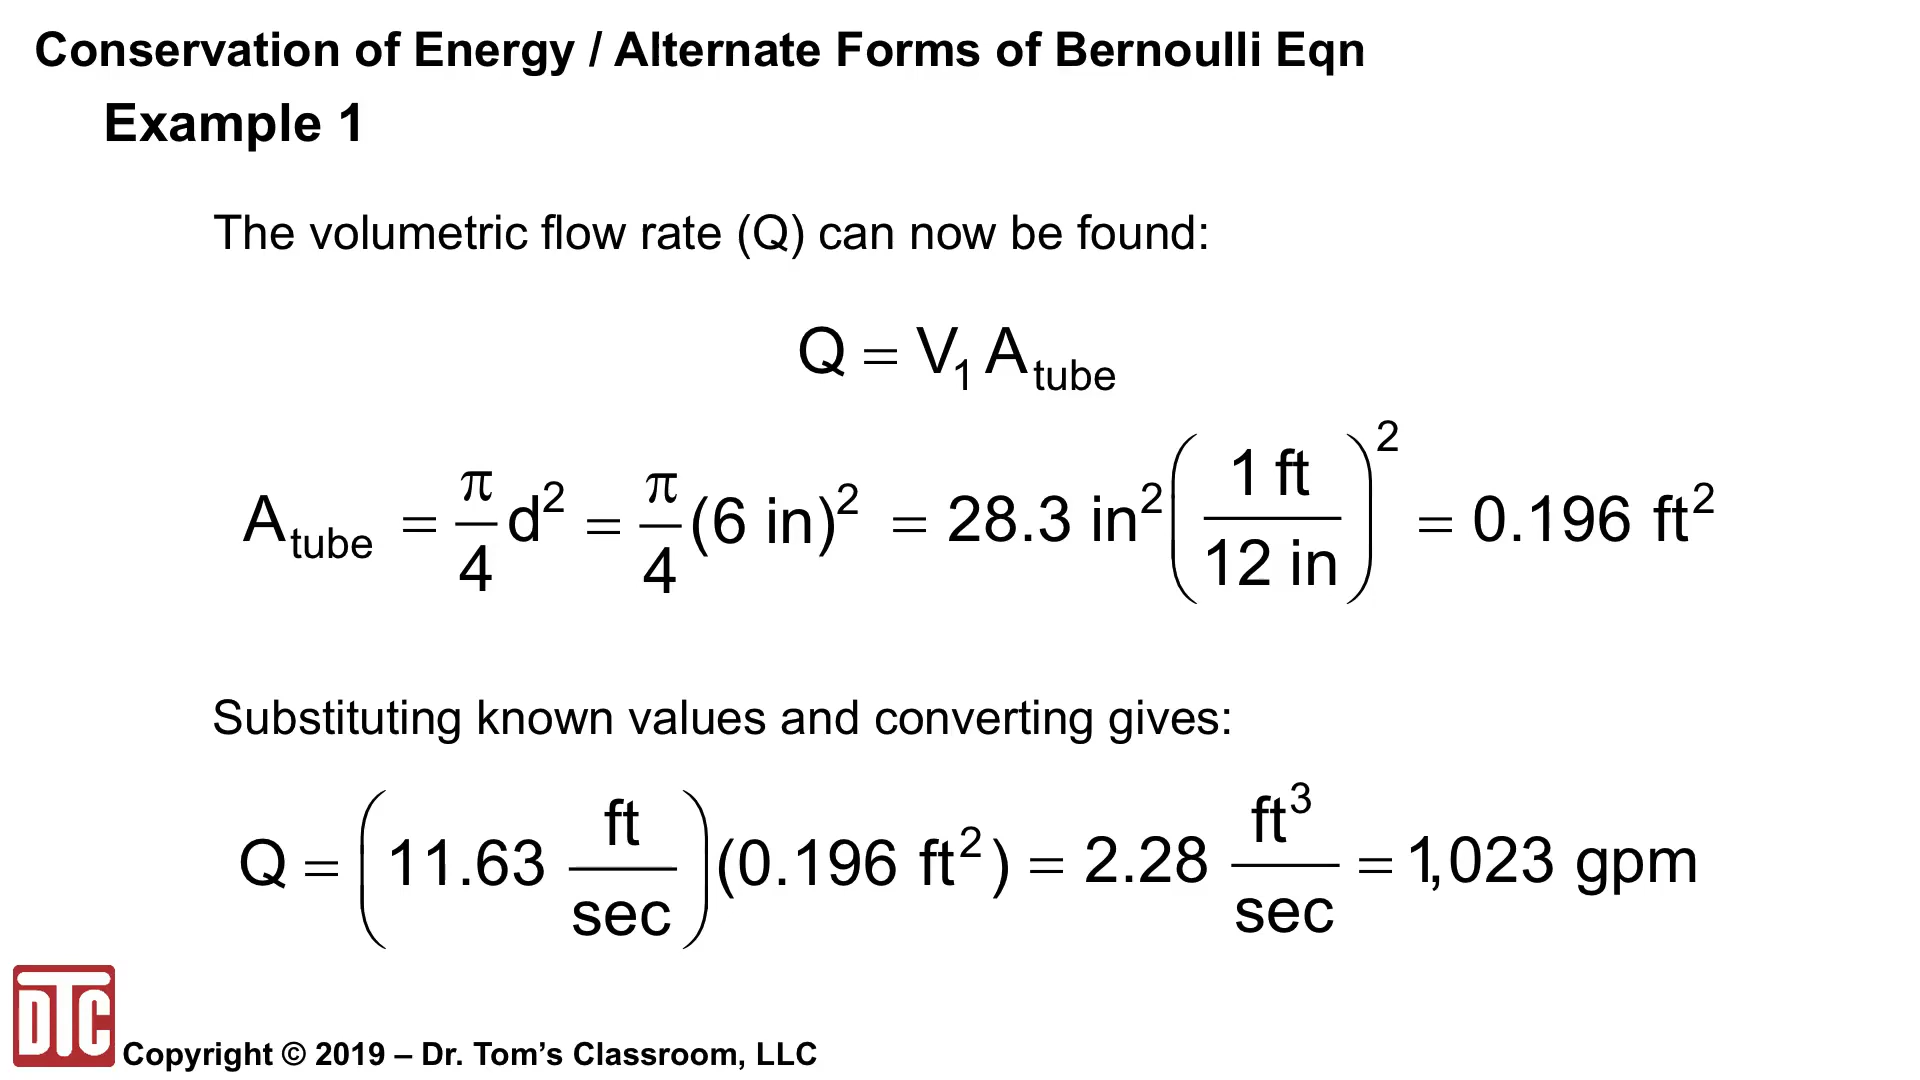 Conservation of Energy / Alternate Forms of Bernoulli Eqn
Example 1
The volumetric flow rate (Q) can now be found:
Q = V₁ A tube
A tube = π/4 d² = π/4 (6 in)² = 28.3 in² (1 ft / 12 in)² = 0.196 ft²
Substituting known values and converting gives:
Q = (11.63 ft/sec)(0.196 ft²) = 2.28 ft³/sec = 1,023 gpm
DTC
Copyright © 2019 – Dr. Tom’s Classroom, LLC